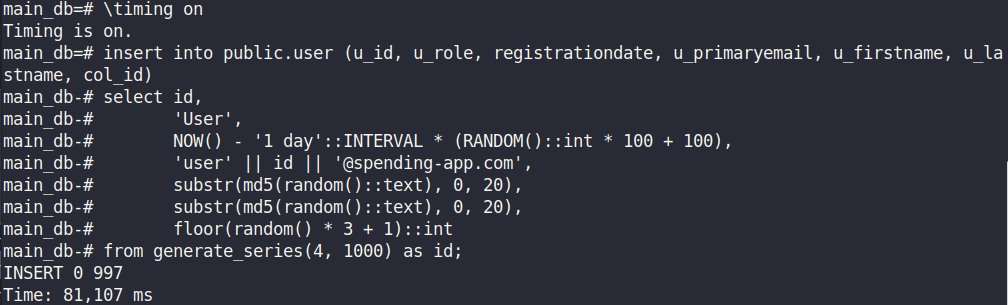 main_db=# \timing on
Timing is on.
main_db=# insert into public.user (u_id, u_role, registrationdate, u_primaryemail, u_firstname, u_la
stname, col_id)
main_db-# select id,
main_db-#        'User',
main_db-#        NOW() - '1 day'::INTERVAL * (RANDOM()::int * 100 + 100),
main_db-#        'user' || id || '@spending-app.com',
main_db-#        substr(md5(random()::text), 0, 20),
main_db-#        substr(md5(random()::text), 0, 20),
main_db-#        floor(random() * 3 + 1)::int
main_db-# from generate_series(4, 1000) as id;
INSERT 0 997
Time: 81,107 ms